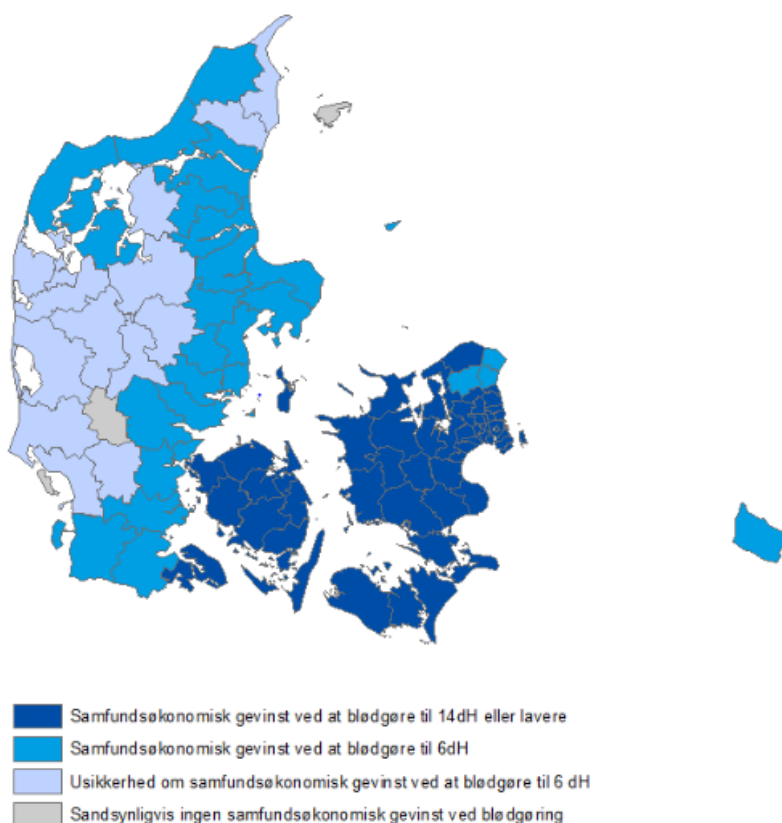 Samfundsøkonomisk gevinst ved at blødgøre til 14dH eller lavere
Samfundsøkonomisk gevinst ved at blødgøre til 6dH
Usikkerhed om samfundsøkonomisk gevinst ved at blødgøre til 6 dH
Sandsynligvis ingen samfundsøkonomisk gevinst ved blødgøring